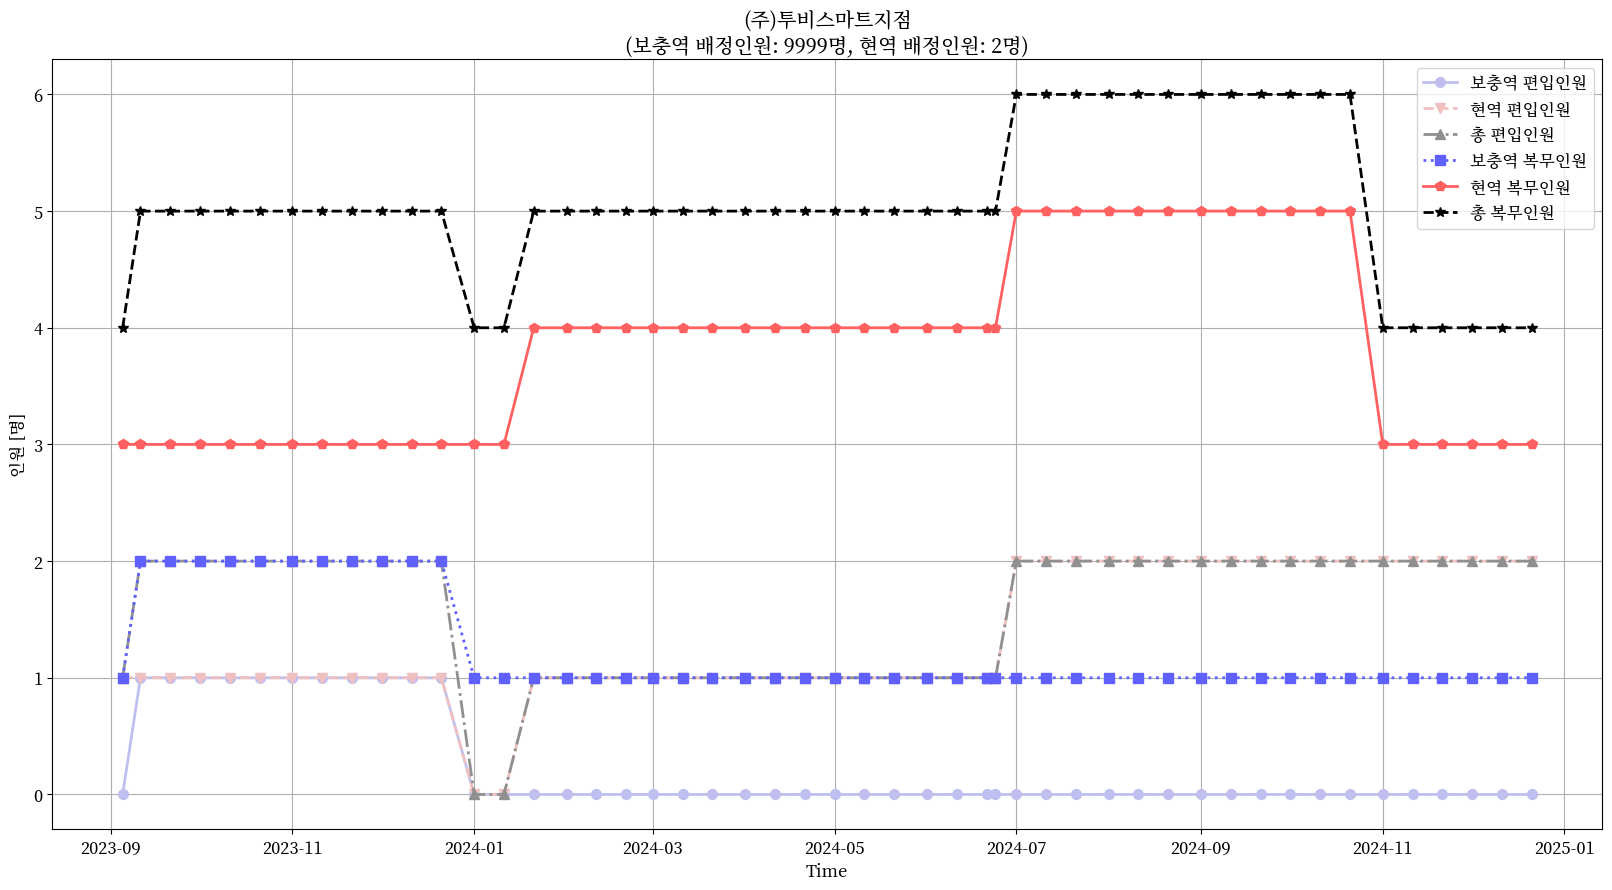 (주)투비스마트지점
(보충역 배정인원: 9999명, 현역 배정인원: 2명)
보충역 편입인원
현역 편입인원
총 편입인원
보충역 복무인원
현역 복무인원
총 복무인원
6
5
4
3
2
1
0
인원 [명]
2023-09 2023-11 2024-01 2024-03 2024-05 2024-07 2024-09 2024-11 2025-01
Time